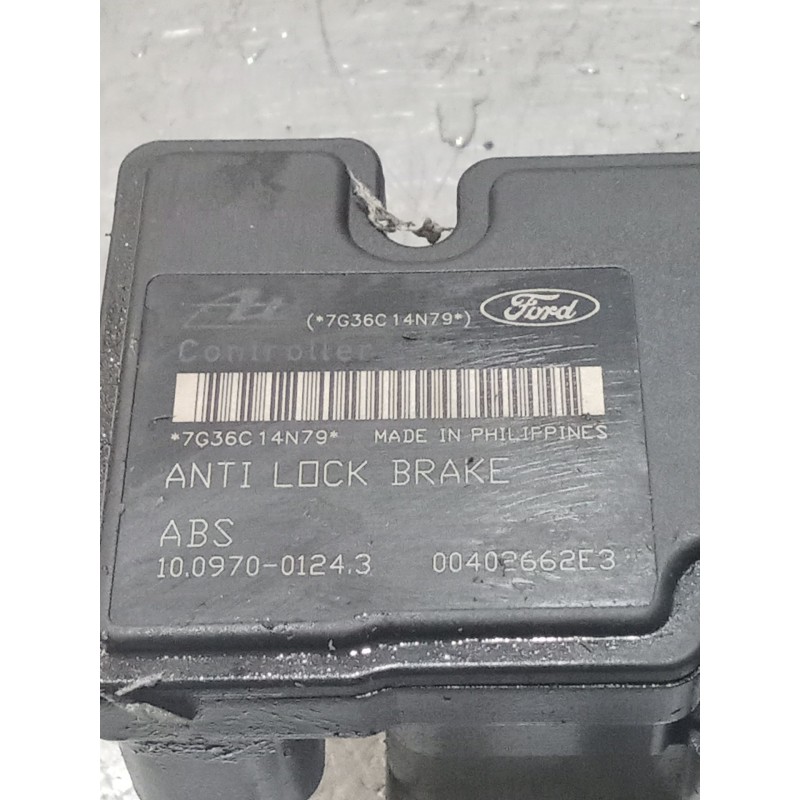 (*7G36C14N79*) Ford
Controller
*7G36C14N79* MADE IN PHILIPPINES
ANTI LOCK BRAKE
ABS
10.0970-0124.3 00402662E3